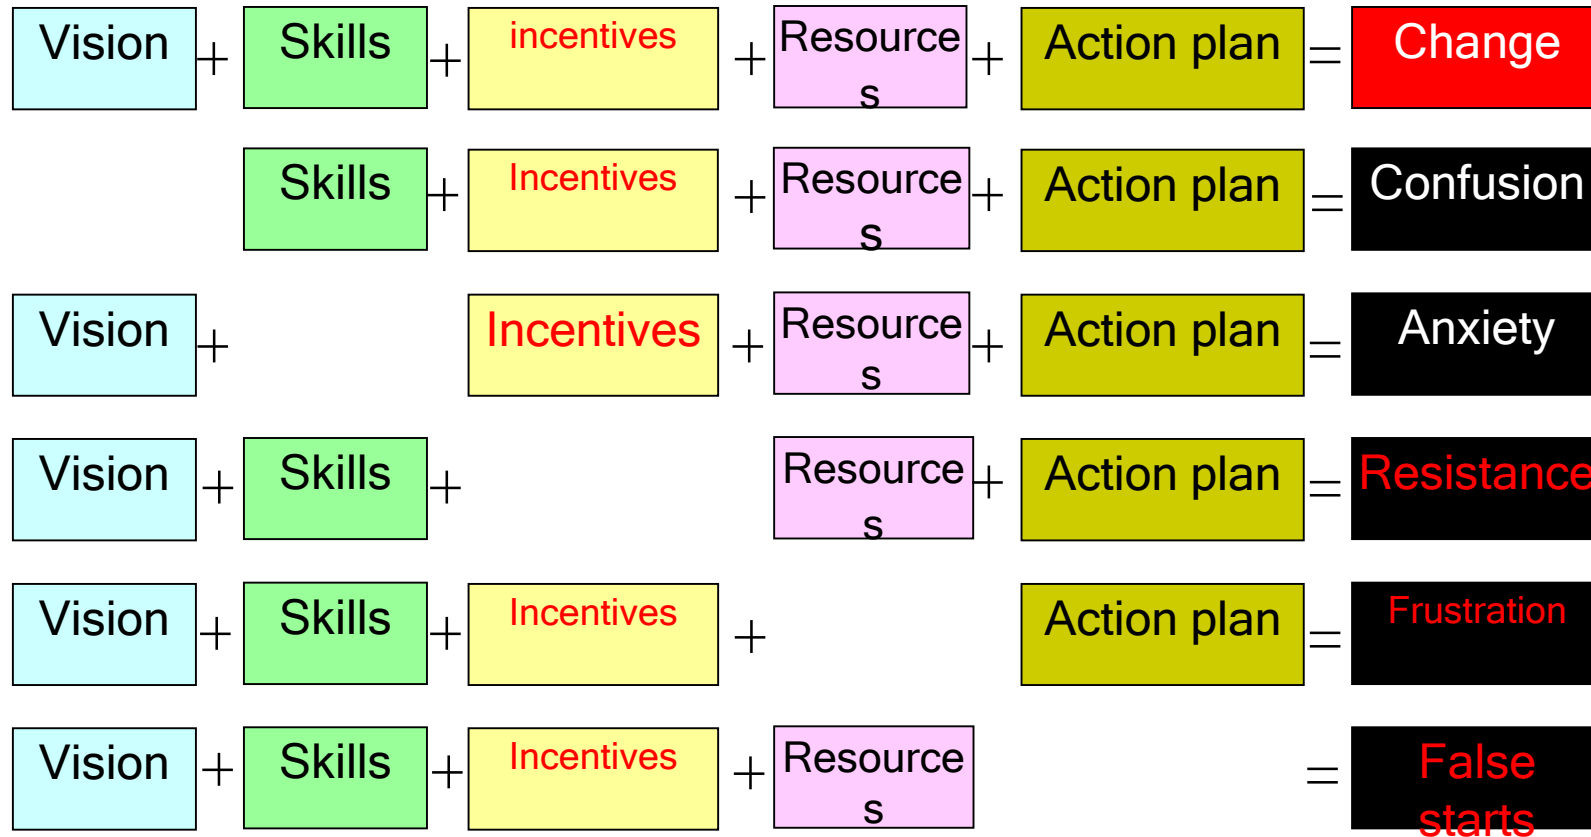 Vision + Skills + incentives + Resource + Action plan = Change
s
Skills + Incentives + Resource + Action plan = Confusion
s
Vision + Incentives + Resource + Action plan = Anxiety
s
Vision + Skills + Resource + Action plan = Resistance
s
Vision + Skills + Incentives + Action plan = Frustration
Vision + Skills + Incentives + Resource = False
s starts